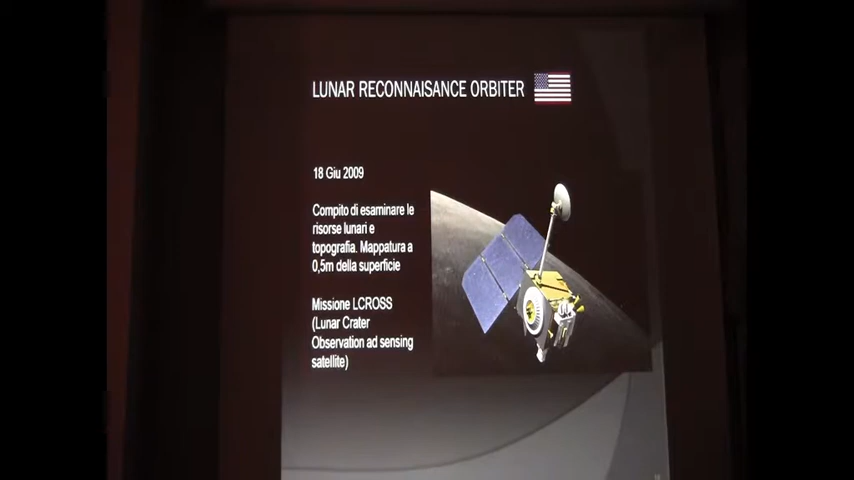 LUNAR RECONNAISANCE ORBITER
18 Giu 2009
Compito di esaminare le
risorse lunari e
topografia. Mappatura a
0,5m della superficie
Missione LCROSS
(Lunar Crater
Observation ad sensing
satellite)